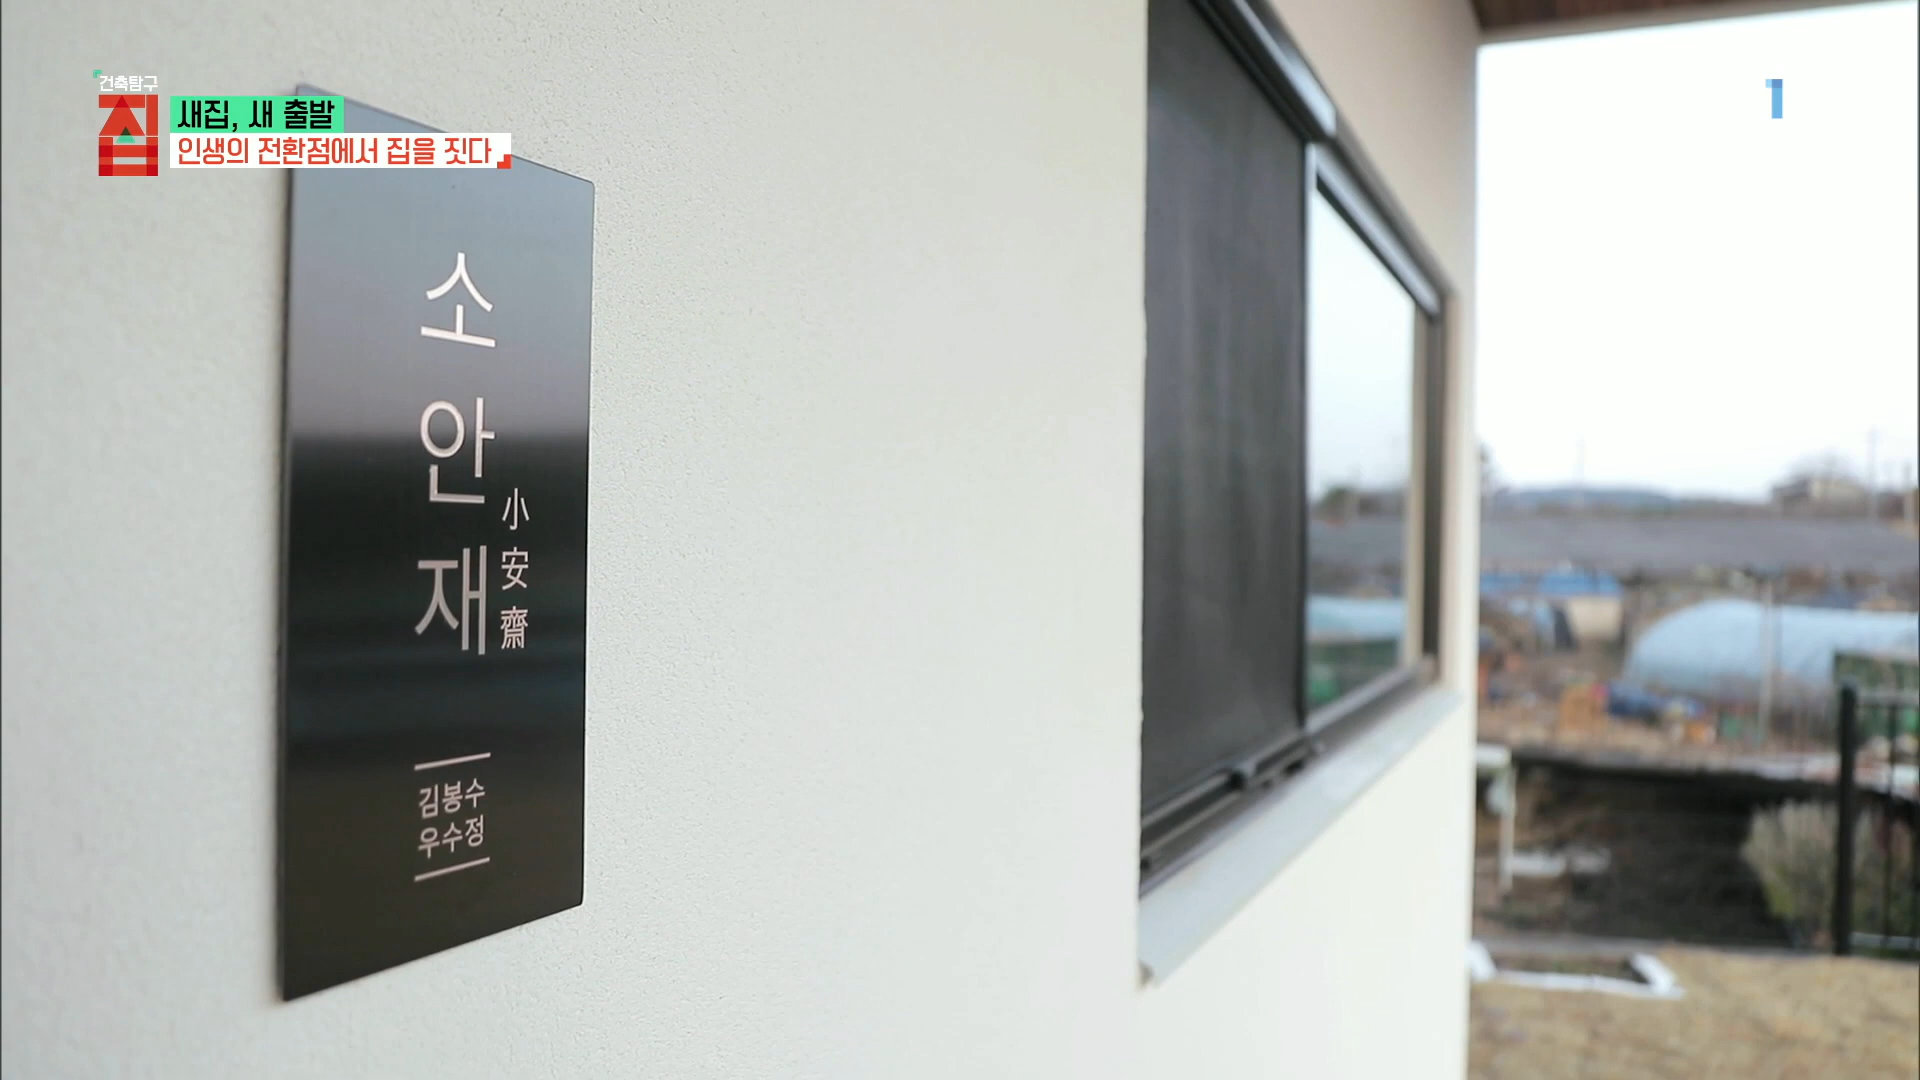 건축탐구
집
새집, 새 출발
인생의 전환점에서 집을 짓다
1
소안재
小安齋
김봉수
우수정